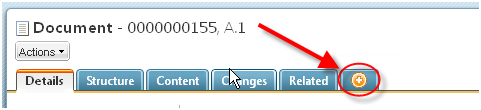 Document - 0000000155, A.1
Actions
Details Structure Content Changes Related